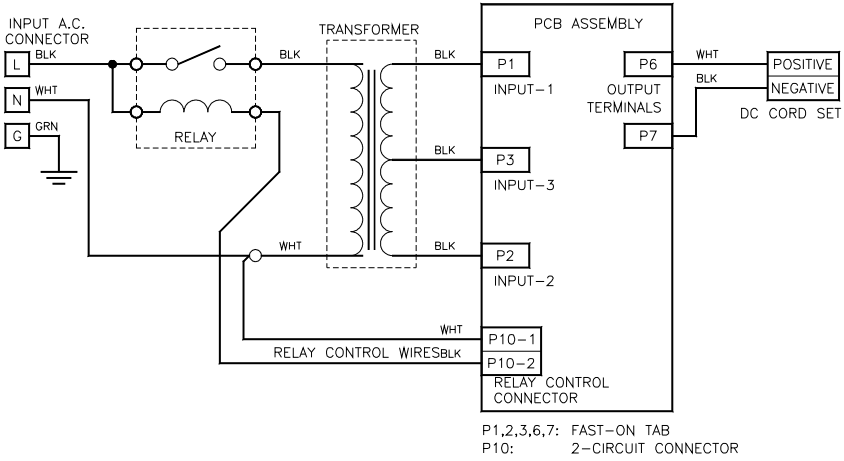 INPUT A.C.
CONNECTOR
TRANSFORMER
PCB ASSEMBLY
L
BLK
BLK
BLK
P1
INPUT-1
P6
WHT
POSITIVE
OUTPUT
TERMINALS
BLK
NEGATIVE
DC CORD SET
N
WHT
G
GRN
RELAY
P7
BLK
P3
INPUT-3
WHT
BLK
P2
INPUT-2
WHT
P10-1
RELAY CONTROL WIRES
BLK
P10-2
RELAY CONTROL
CONNECTOR
P1,2,3,6,7: FAST-ON TAB
P10: 2-CIRCUIT CONNECTOR